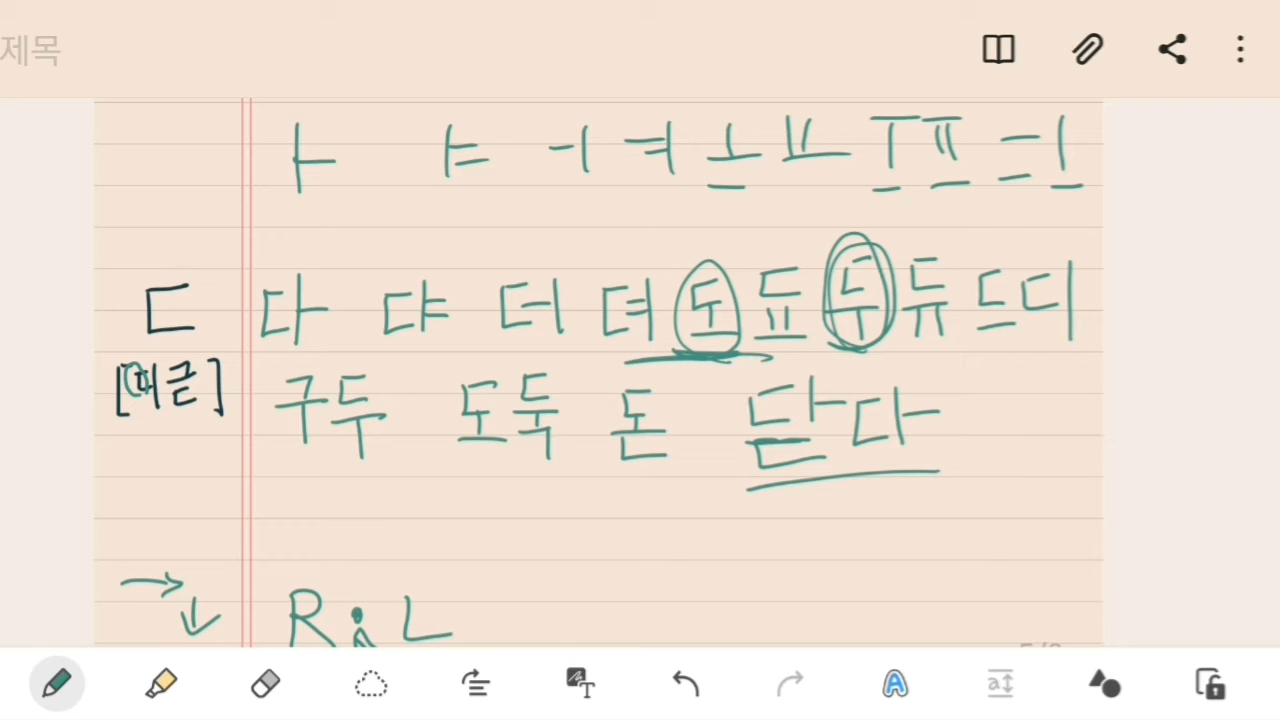 제목
ㅏ ㅑ ㅓ ㅕ ㅗ ㅛ ㅜ ㅠ ㅡ ㅣ
ㄷ 다 댜 더 뎌 도 됴 두 듀 드 디
[디귿] 구두 도둑 돈 닫다
→ ↓ R & L